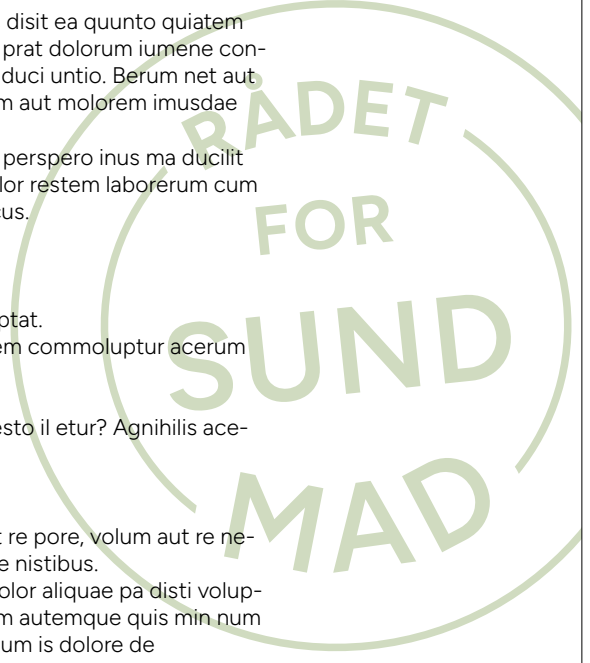 disit ea quunto quiatem
prat dolorum iumene con-
duci untio. Berum net aut
m aut molorem imusdae
perspero inus ma ducilit
lor restem laborerum cum
cus.
ptat.
em commoluptur acerum
esto il etur? Agnihilis ace-
t re pore, volum aut re ne-
e nistibus.
olor aliquae pa disti volup-
m autemque quis min num
um is dolore de
RÅDET
FOR
SUND
MAD